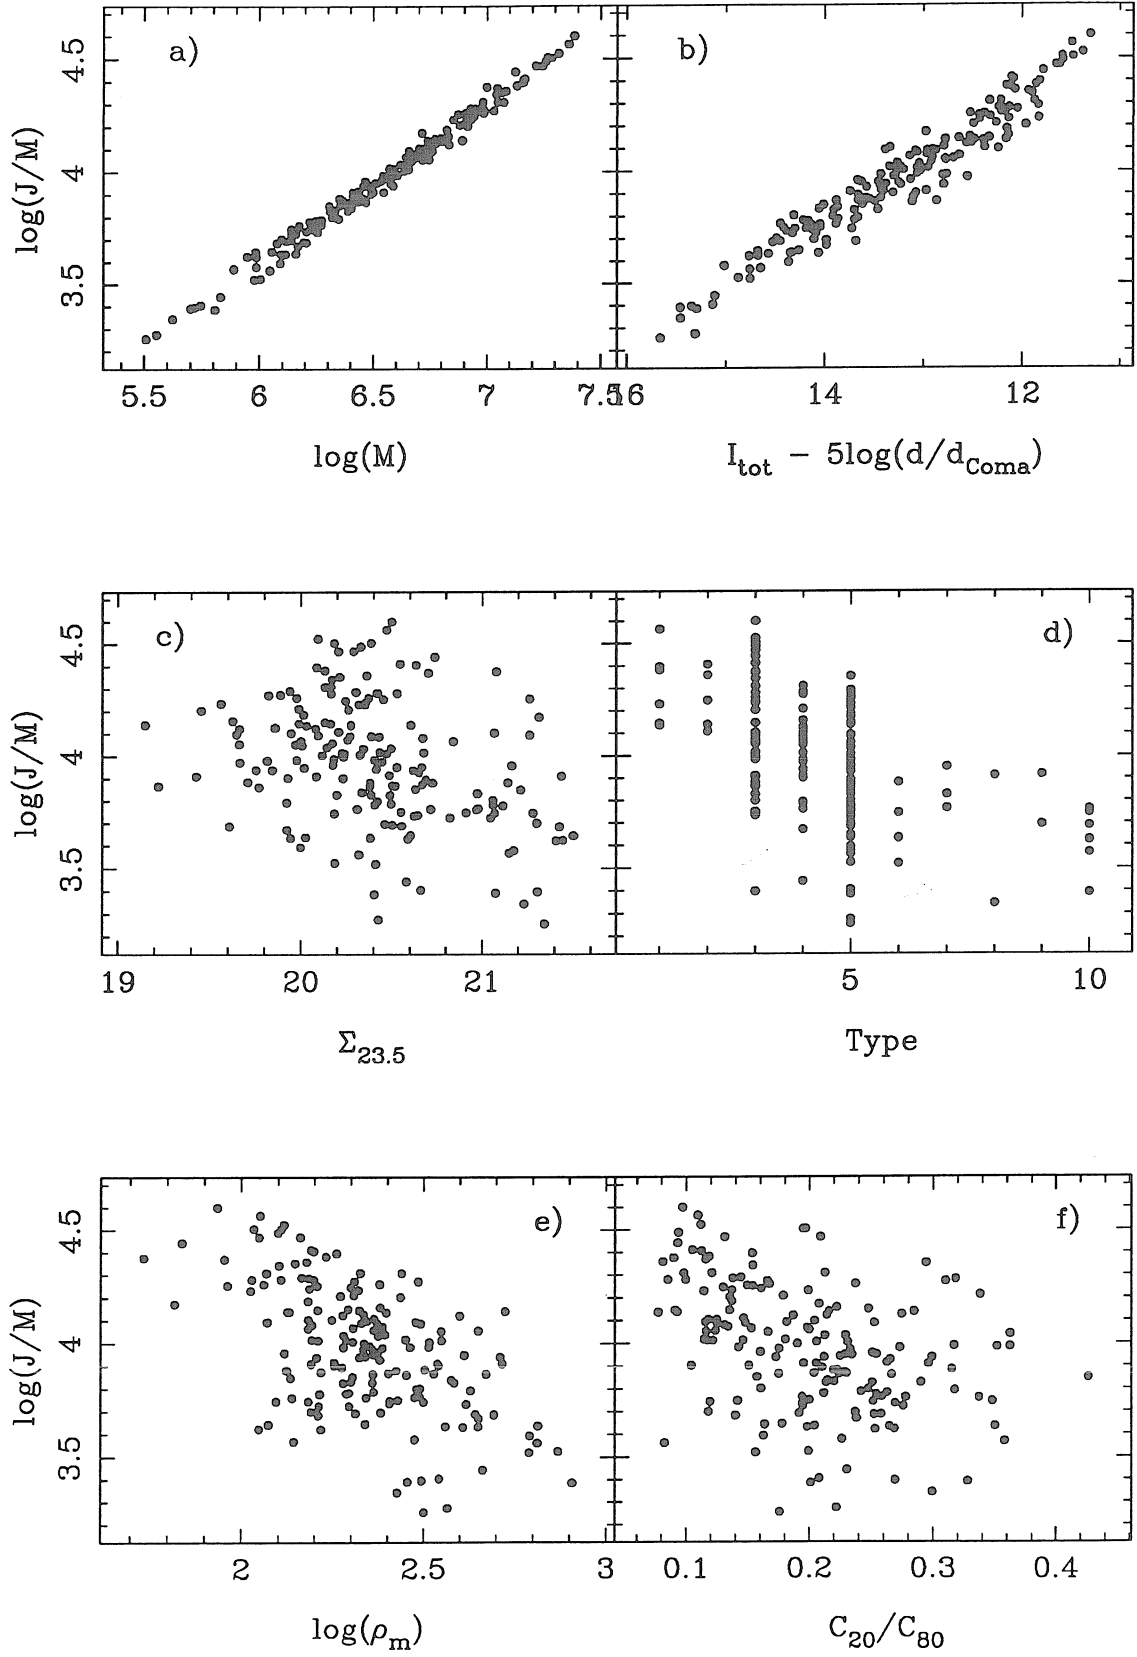 a)
b)
log(J/M)
4.5
4
3.5
5.5
6
6.5
7
7.5
16
14
12
log(M)
I_tot − 5log(d/d_Coma)
c)
d)
log(J/M)
4.5
4
3.5
19
20
21
5
10
Σ_23.5
Type
e)
f)
log(J/M)
4.5
4
3.5
2
2.5
3
0.1
0.2
0.3
0.4
log(ρ_m)
C_20/C_80